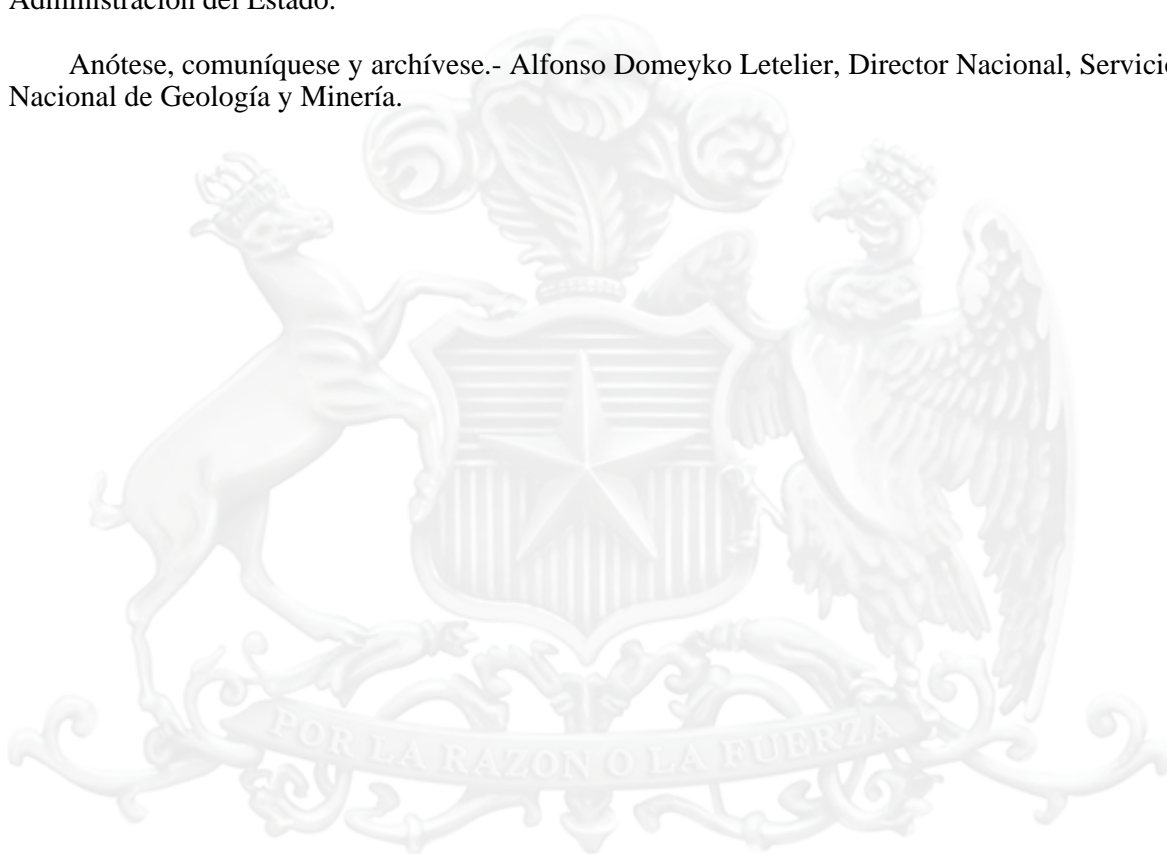 Administración del Estado.
Anótese, comuníquese y archívese.- Alfonso Domeyko Letelier, Director Nacional, Servicio
Nacional de Geología y Minería.
POR LA RAZON O LA FUERZA